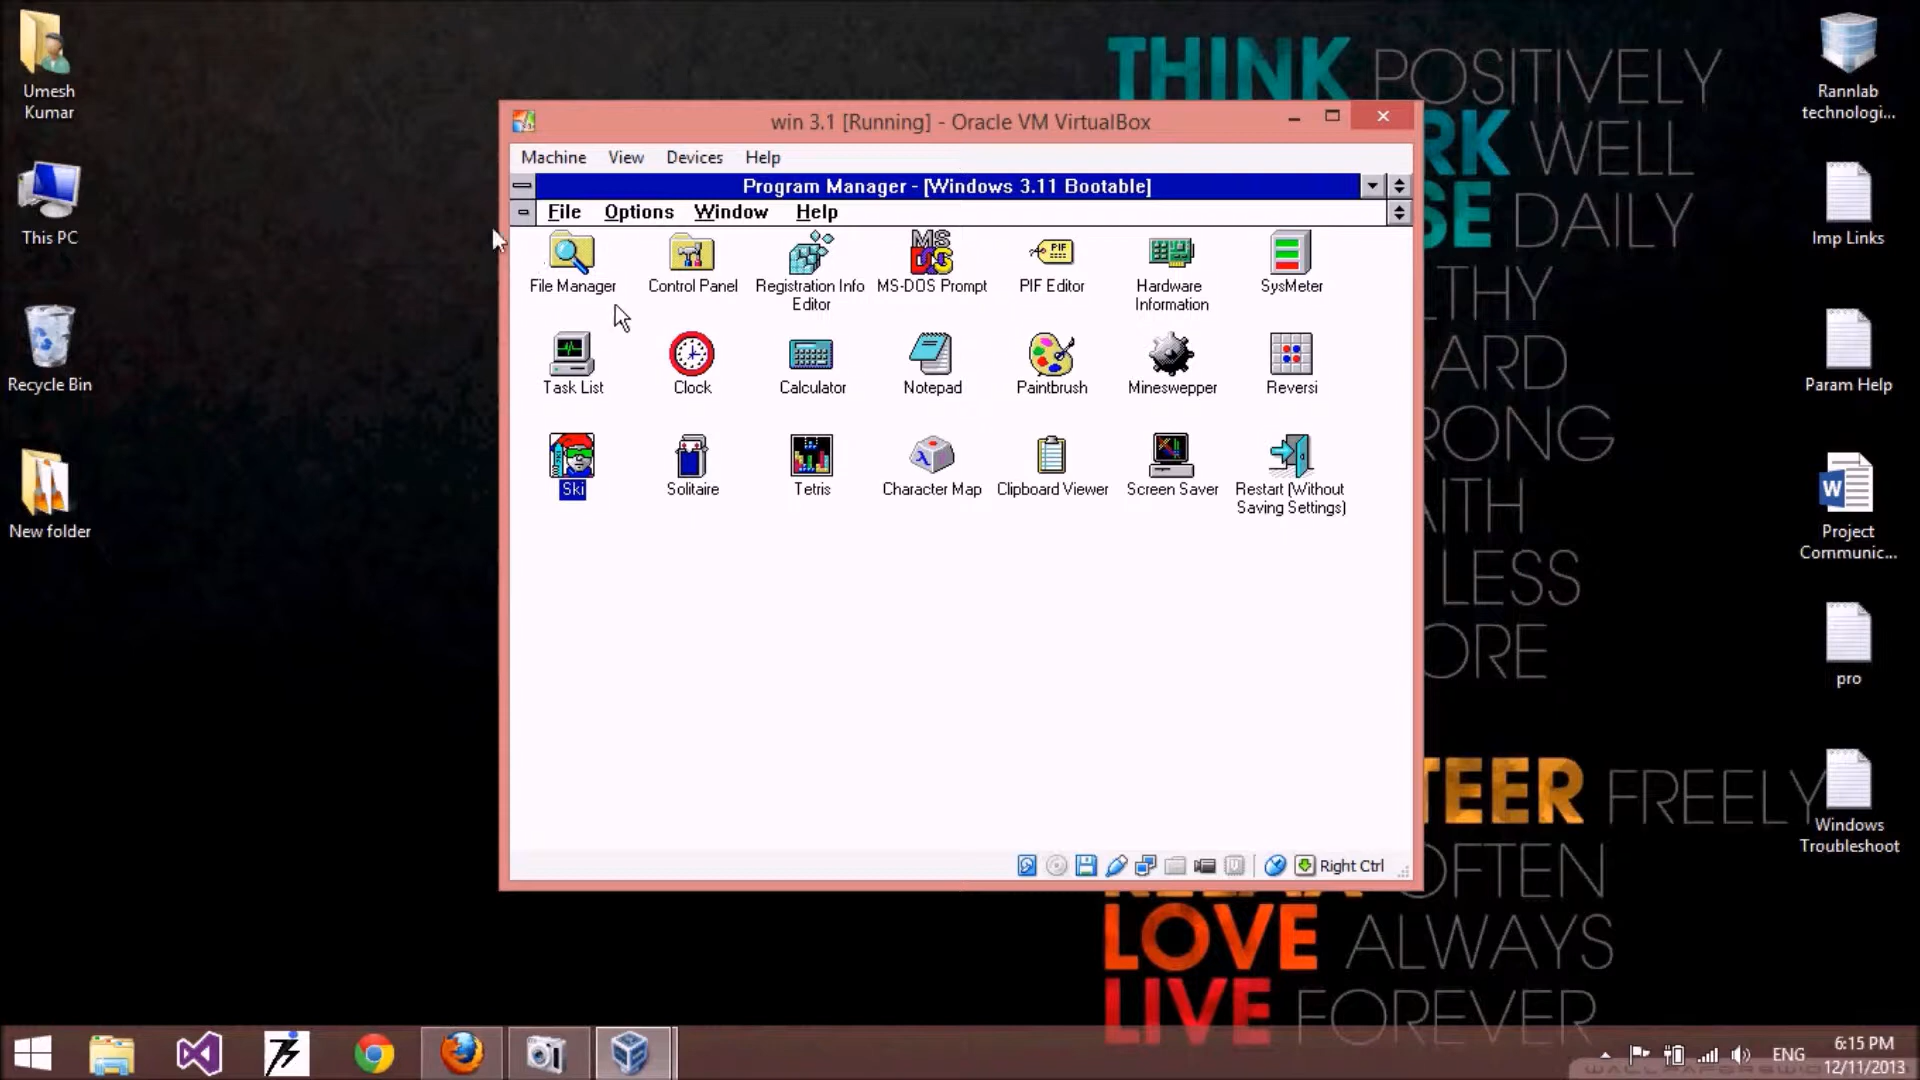 Umesh
Kumar
This PC
Recycle Bin
New folder
THINK POSITIVELY
RK WELL
SE DAILY
THY
ARD
RONG
AITH
LESS
ORE
TEER FREELY
OFTEN
LOVE ALWAYS
LIVE FOREVER
win 3.1 [Running] - Oracle VM VirtualBox
Machine View Devices Help
Program Manager - [Windows 3.11 Bootable]
File Options Window Help
File Manager
Control Panel
Registration Info
Editor
MS-DOS Prompt
PIF
PIF Editor
Hardware
Information
SysMeter
Task List
Clock
Calculator
Notepad
Paintbrush
Mineswepper
Reversi
Ski
Solitaire
Tetris
Character Map
Clipboard Viewer
Screen Saver
Restart (Without
Saving Settings)
Right Ctrl
Rannlab
technologi...
Imp Links
Param Help
Project
Communic...
pro
Windows
Troubleshoot
ENG
6:15 PM
12/11/2013